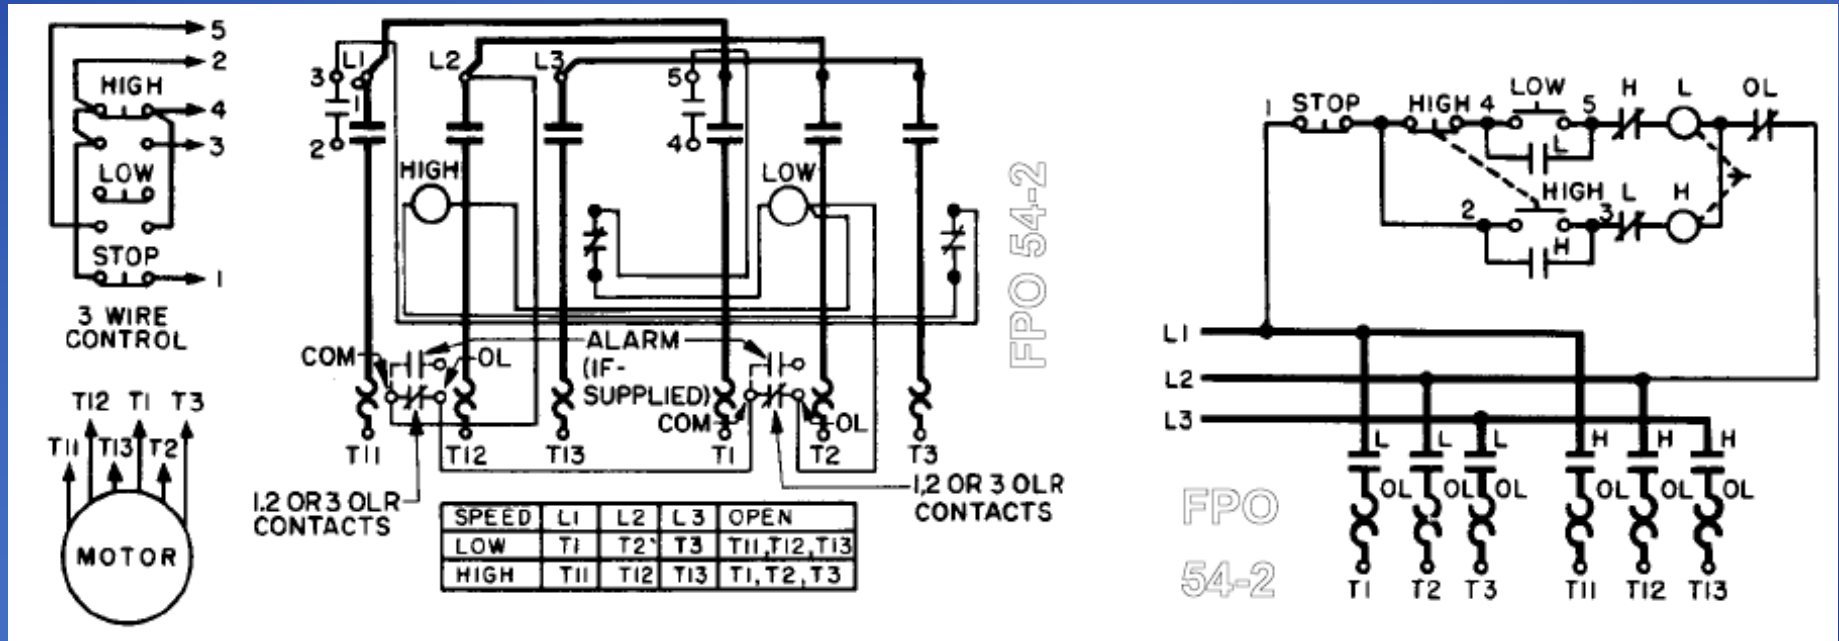 5
2
HIGH
4
3
LOW
STOP
1
3 WIRE
CONTROL
T12 T1 T3
T11 T13 T2
MOTOR
L1 L2 L3
3
1
2
5
4
HIGH
LOW
COM
ALARM
(IF-
SUPPLIED)
OL
COM
OL
T11 T12 T13 T1 T2 T3
1.2 OR 3 OLR
CONTACTS
1,2 OR 3 OLR
CONTACTS
SPEED L1 L2 L3 OPEN
LOW T1 T2 T3 T11,T12,T13
HIGH T11 T12 T13 T1,T2,T3
FPO 54-2
LOW H L OL
1 STOP HIGH 4 5
L
HIGH L H
2 3
H
L1
L2
L3
L L L H H H
OL OL OL OL OL OL
FPO
54-2
T1 T2 T3 T11 T12 T13